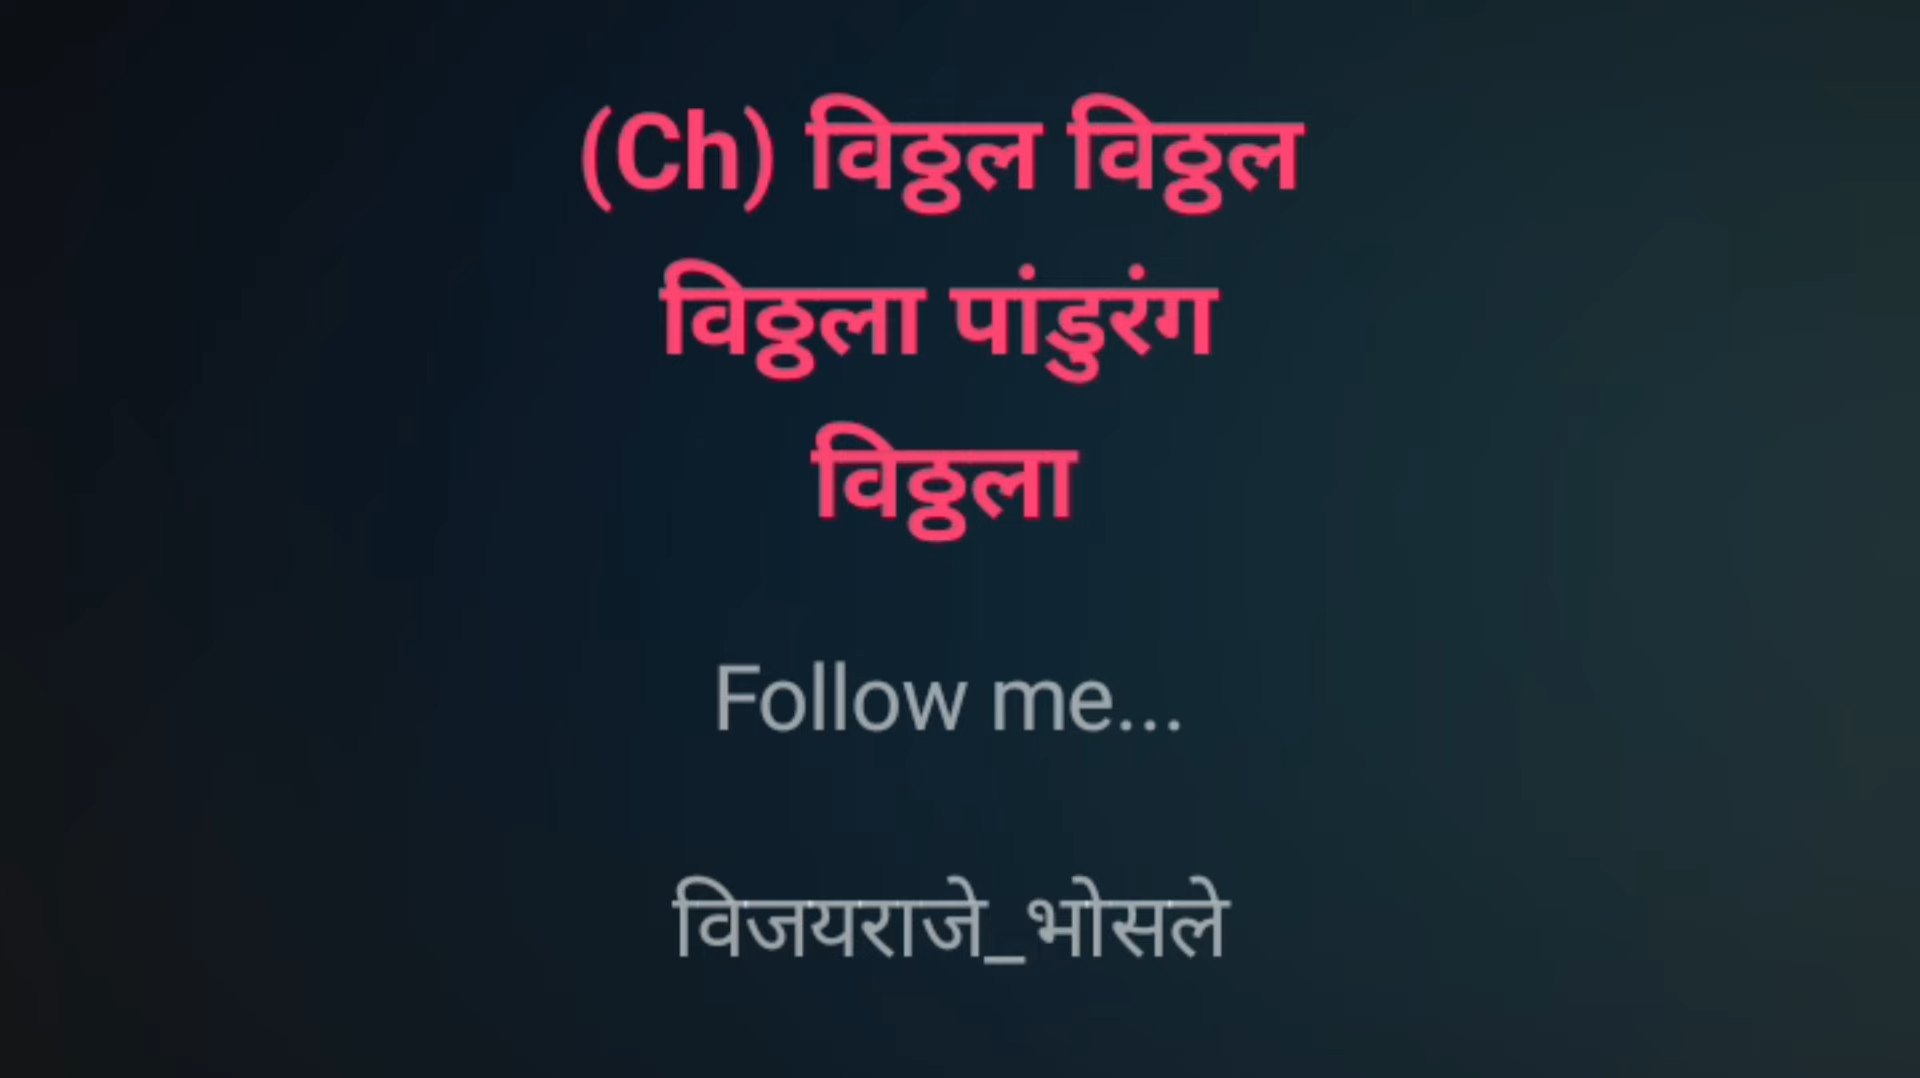 (Ch) विठ्ठल विठ्ठल
विठ्ठला पांडुरंग
विठ्ठला
Follow me...
विजयराजे_भोसले